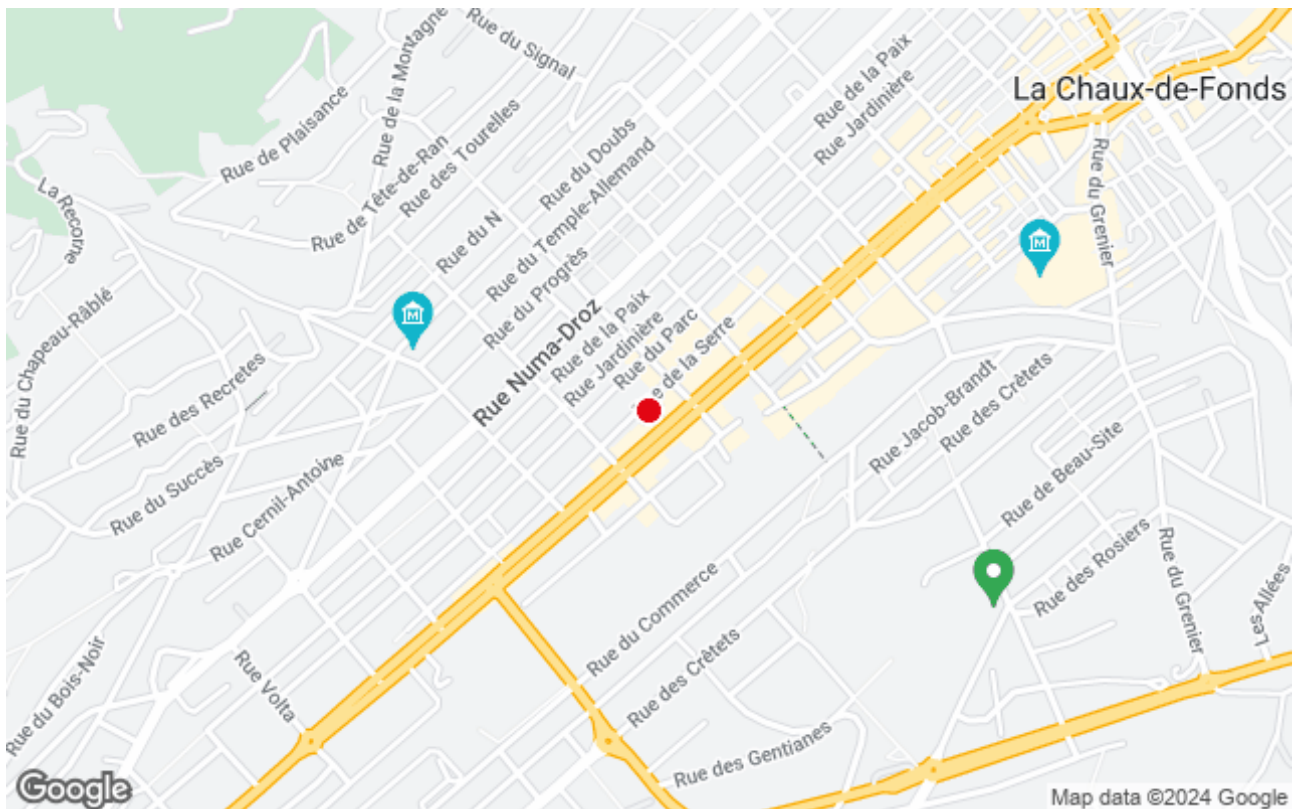 Rue du Signal
Rue de la Montagne
Rue de la Paix
Rue Jardinière
La Chaux-de-Fonds
Rue de Plaisance
Rue des Tourelles
Rue de Tête-de-Ran
Rue du Doubs
Rue du Temple-Allemand
Rue du Grenier
La Recorne
Rue du N
Rue du Progrès
M
M
Rue du Chapeau-Râblé
Rue Numa-Droz
Rue de la Paix
Rue Jardinière
Rue du Parc
de la Serre
Rue des Recretes
Rue Jacob-Brandt
Rue des Crêtets
Rue du Succès
Rue Cernil-Antoine
Rue de Beau-Site
Rue des Rosiers
Rue du Grenier
Les Allées
Rue du Commerce
Rue des Crêtets
Rue du Bois-Noir
Rue Volta
Rue des Gentianes
Google
Map data ©2024 Google